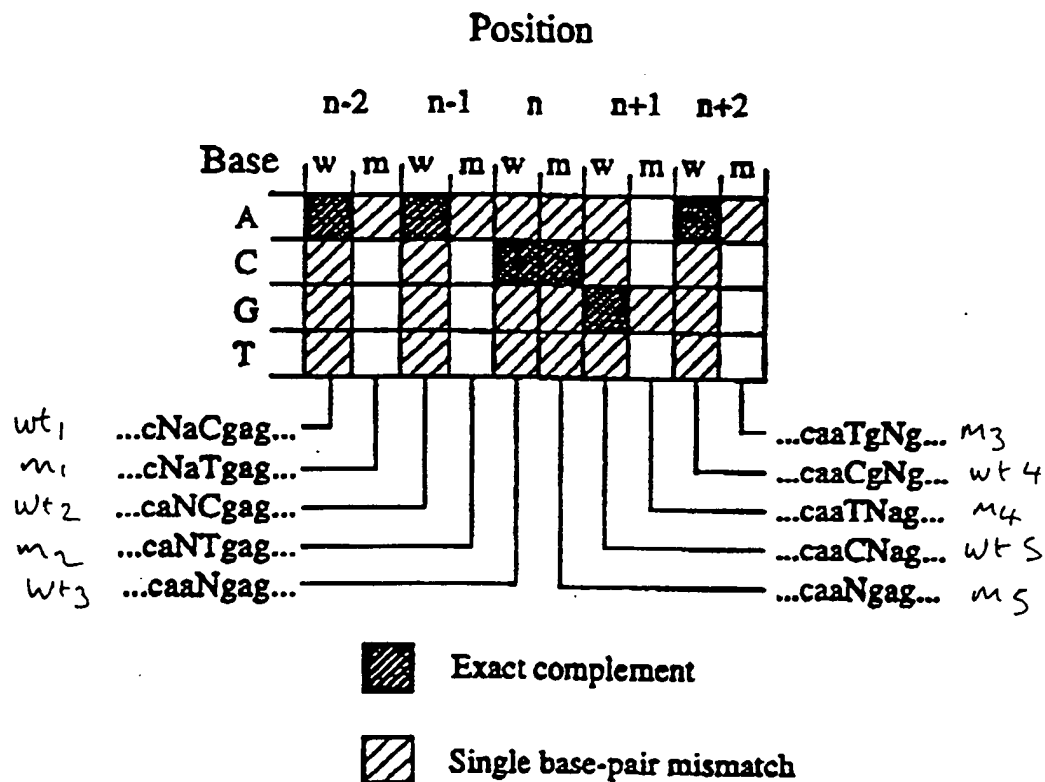 Position
n-2 n-1 n n+1 n+2
Base w m w m w m w m w m
A
C
G
T
wt1 ...cNaCgag...
m1 ...cNaTgag...
wt2 ...caNCgag...
m2 ...caNTgag...
wt3 ...caaNgag...
...caaTgNg... m3
...caaCgNg... wt4
...caaTNag... m4
...caaCNag... wt5
...caaNgag... m5
Exact complement
Single base-pair mismatch